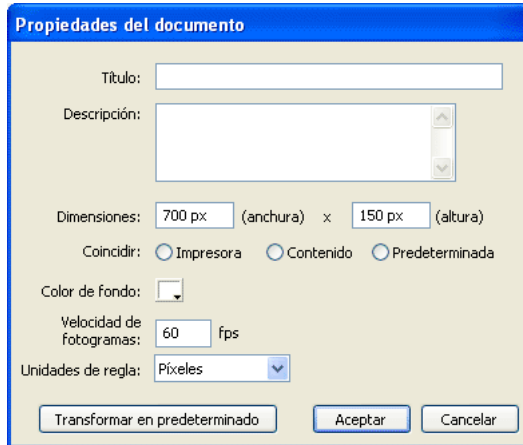 Propiedades del documento
Título:
Descripción:
Dimensiones: 700 px (anchura) x 150 px (altura)
Coincidir: Impresora Contenido Predeterminada
Color de fondo:
Velocidad de
fotogramas: 60 fps
Unidades de regla: Píxeles
Transformar en predeterminado Aceptar Cancelar